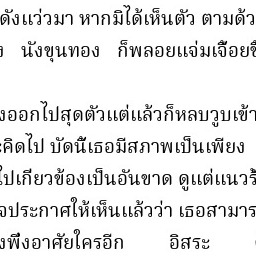 ดังแว่วมา หากมิได้เห็นตัว ตามด้ว
นังขุนทอง ก็พลอยแจ่มเจื้อยชื
งออกไปสุดตัวแต่แล้วก็หลบวูบเข้า
ะคิดไป บัดนี้เธอมีสภาพเป็นเพียง
ไปเกี่ยวข้องเป็นอันขาด ดูแต่แนวรั้
จประกาศให้เห็นแล้วว่า เธอสามาร
งพึ่งอาศัยใครอีก อิสระ